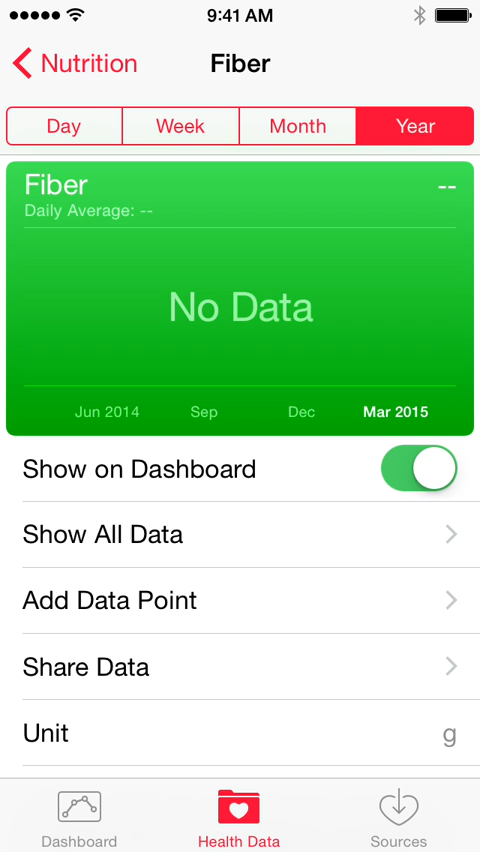 9:41 AM
Nutrition
Fiber
Day Week Month Year
Fiber --
Daily Average: --
No Data
Jun 2014 Sep Dec Mar 2015
Show on Dashboard
Show All Data
Add Data Point
Share Data
Unit g
Dashboard Health Data Sources